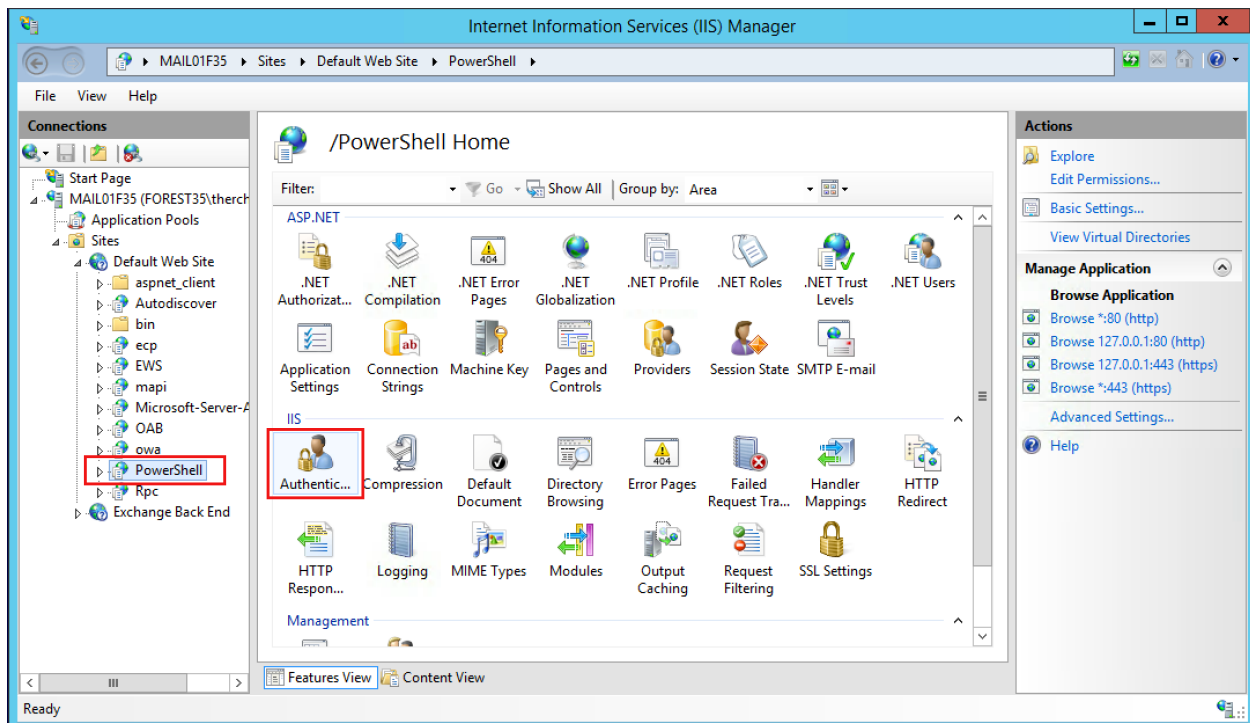 Internet Information Services (IIS) Manager
MAIL01F35 Sites Default Web Site PowerShell
File View Help
Connections
Start Page
MAIL01F35 (FOREST35\therch
Application Pools
Sites
Default Web Site
aspnet_client
Autodiscover
bin
ecp
EWS
mapi
Microsoft-Server-A
OAB
owa
PowerShell
Rpc
Exchange Back End
/PowerShell Home
Filter: Go Show All Group by: Area
ASP.NET
.NET Authorizat...
.NET Compilation
.NET Error Pages
.NET Globalization
.NET Profile
.NET Roles
.NET Trust Levels
.NET Users
Application Settings
Connection Strings
Machine Key
Pages and Controls
Providers
Session State
SMTP E-mail
IIS
Authentic...
Compression
Default Document
Directory Browsing
Error Pages
Failed Request Tra...
Handler Mappings
HTTP Redirect
HTTP Respon...
Logging
MIME Types
Modules
Output Caching
Request Filtering
SSL Settings
Management
Features View Content View
Actions
Explore
Edit Permissions...
Basic Settings...
View Virtual Directories
Manage Application
Browse Application
Browse *:80 (http)
Browse 127.0.0.1:80 (http)
Browse 127.0.0.1:443 (https)
Browse *:443 (https)
Advanced Settings...
Help
Ready